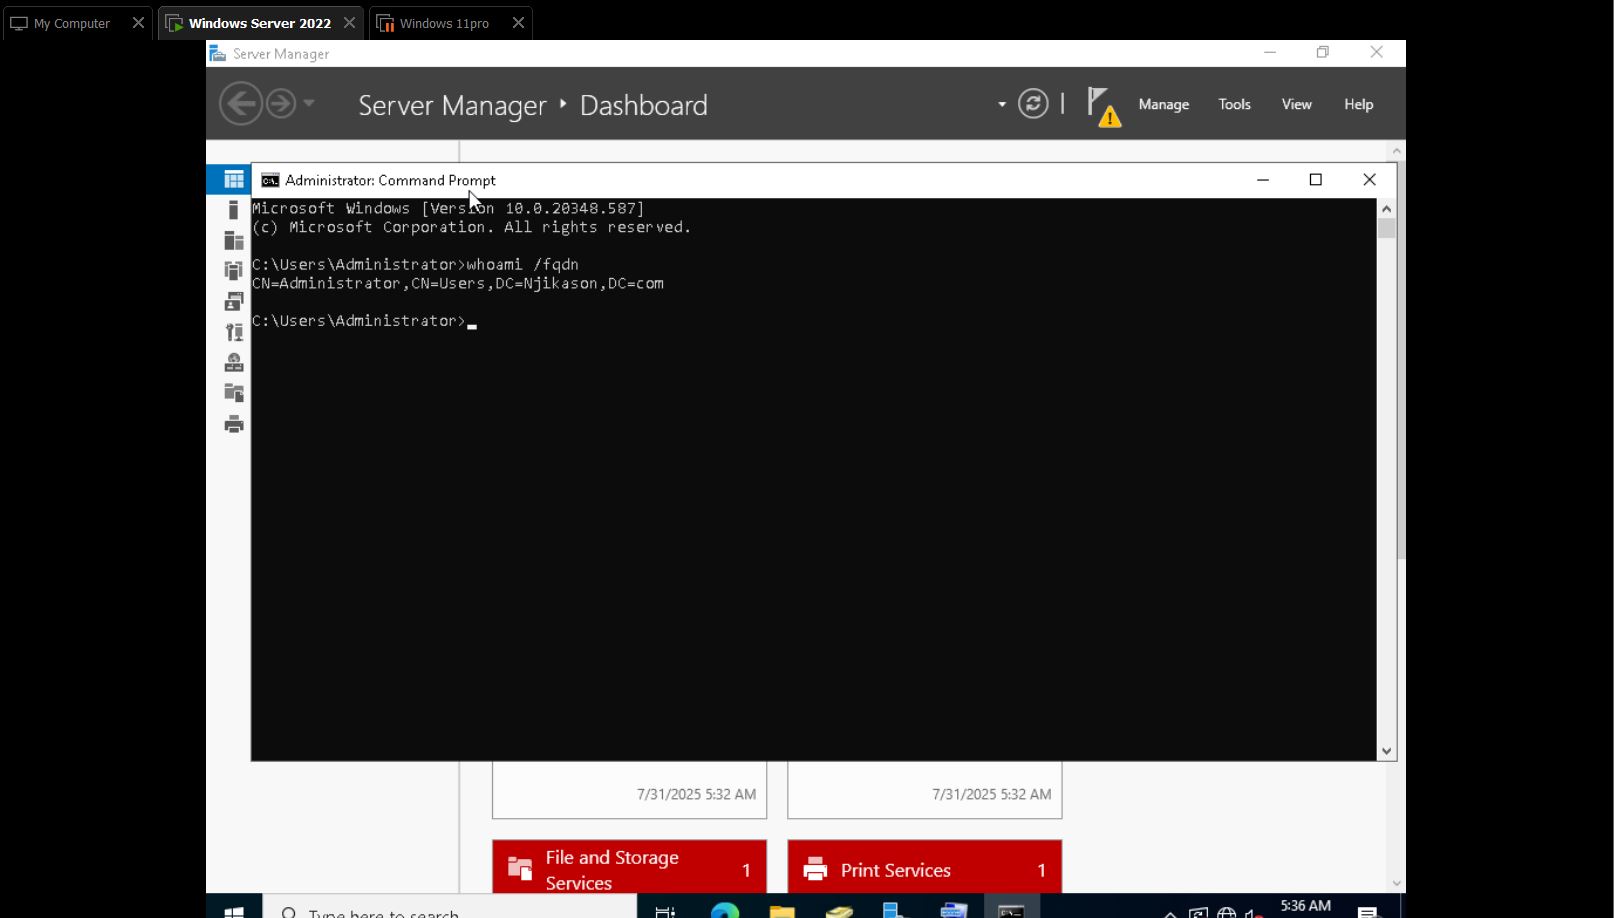 My Computer
Windows Server 2022
Windows 11pro
Server Manager
Server Manager Dashboard
Manage Tools View Help
Administrator: Command Prompt
Microsoft Windows [Version 10.0.20348.587]
(c) Microsoft Corporation. All rights reserved.
C:\Users\Administrator>whoami /fqdn
CN=Administrator,CN=Users,DC=Njikason,DC=com
C:\Users\Administrator>
7/31/2025 5:32 AM
7/31/2025 5:32 AM
File and Storage
Services
1
Print Services 1
Type here to search
5:36 AM